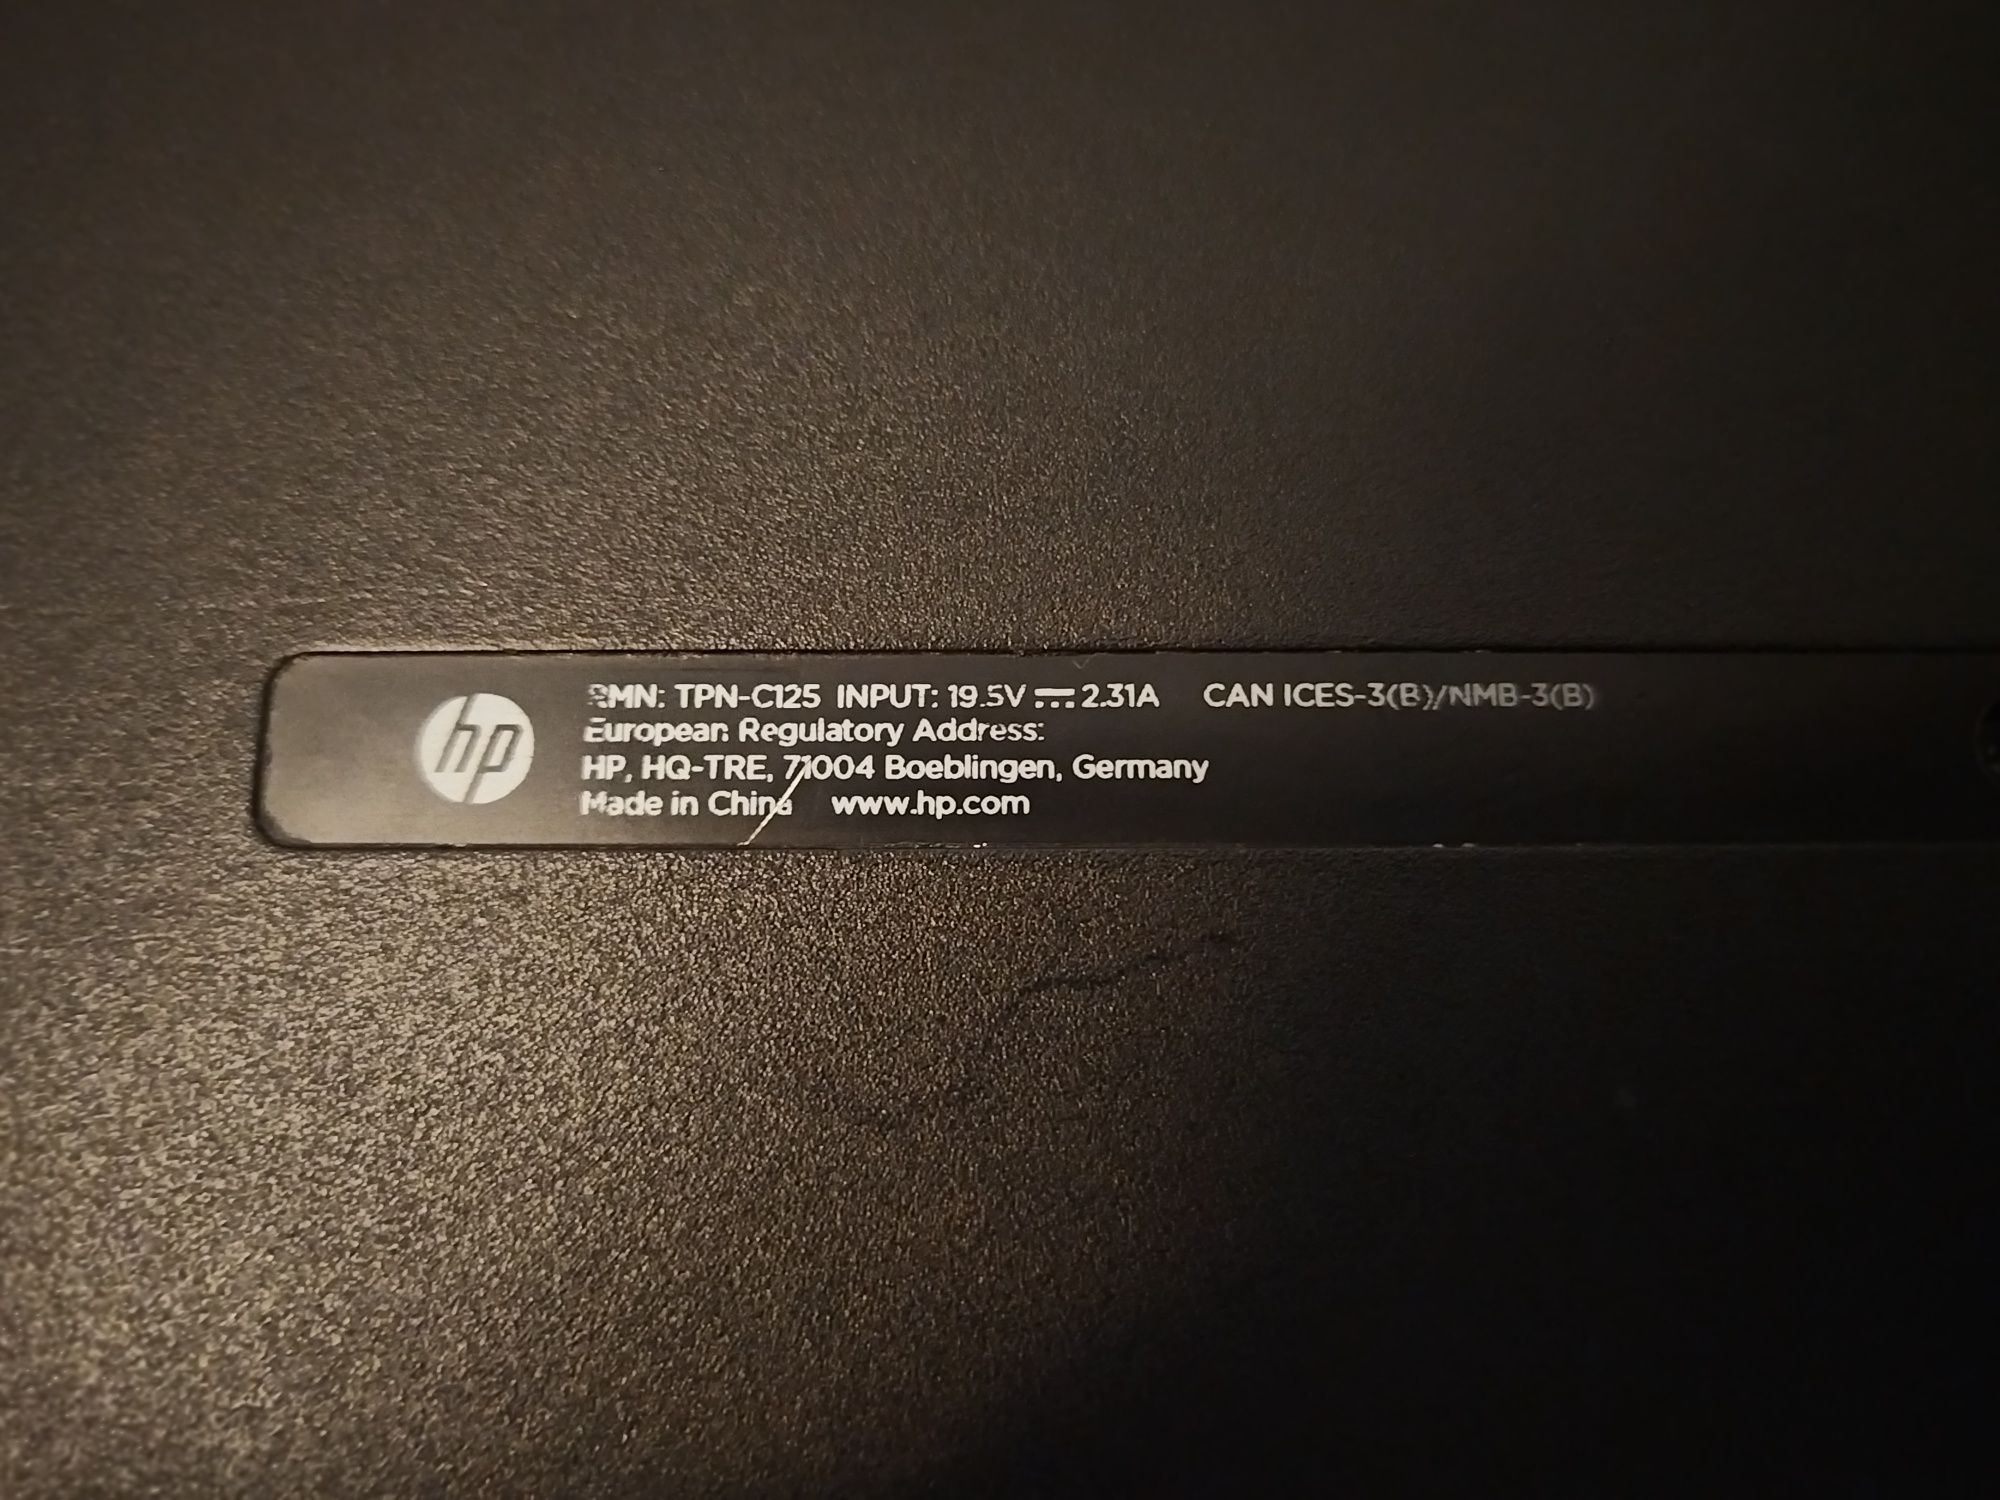 hp
RMN: TPN-C125 INPUT: 19.5V ⎓ 2.31A CAN ICES-3(B)/NMB-3(B)
European Regulatory Address:
HP, HQ-TRE, 71004 Boeblingen, Germany
Made in China www.hp.com